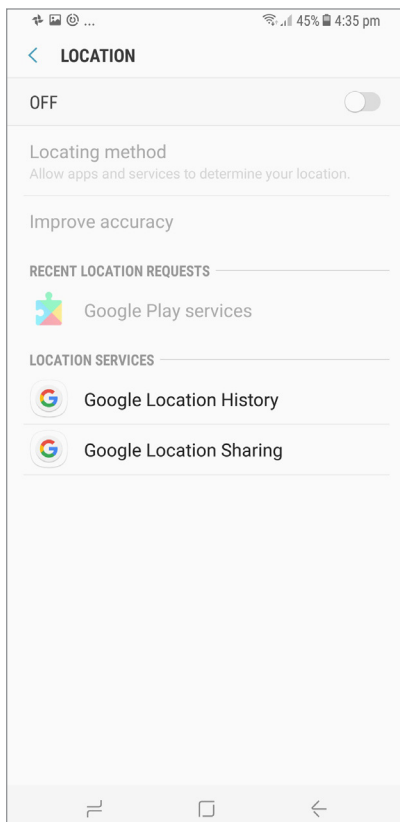 ... 45% 4:35 pm
LOCATION
OFF
Locating method
Allow apps and services to determine your location.
Improve accuracy
RECENT LOCATION REQUESTS
Google Play services
LOCATION SERVICES
G Google Location History
G Google Location Sharing